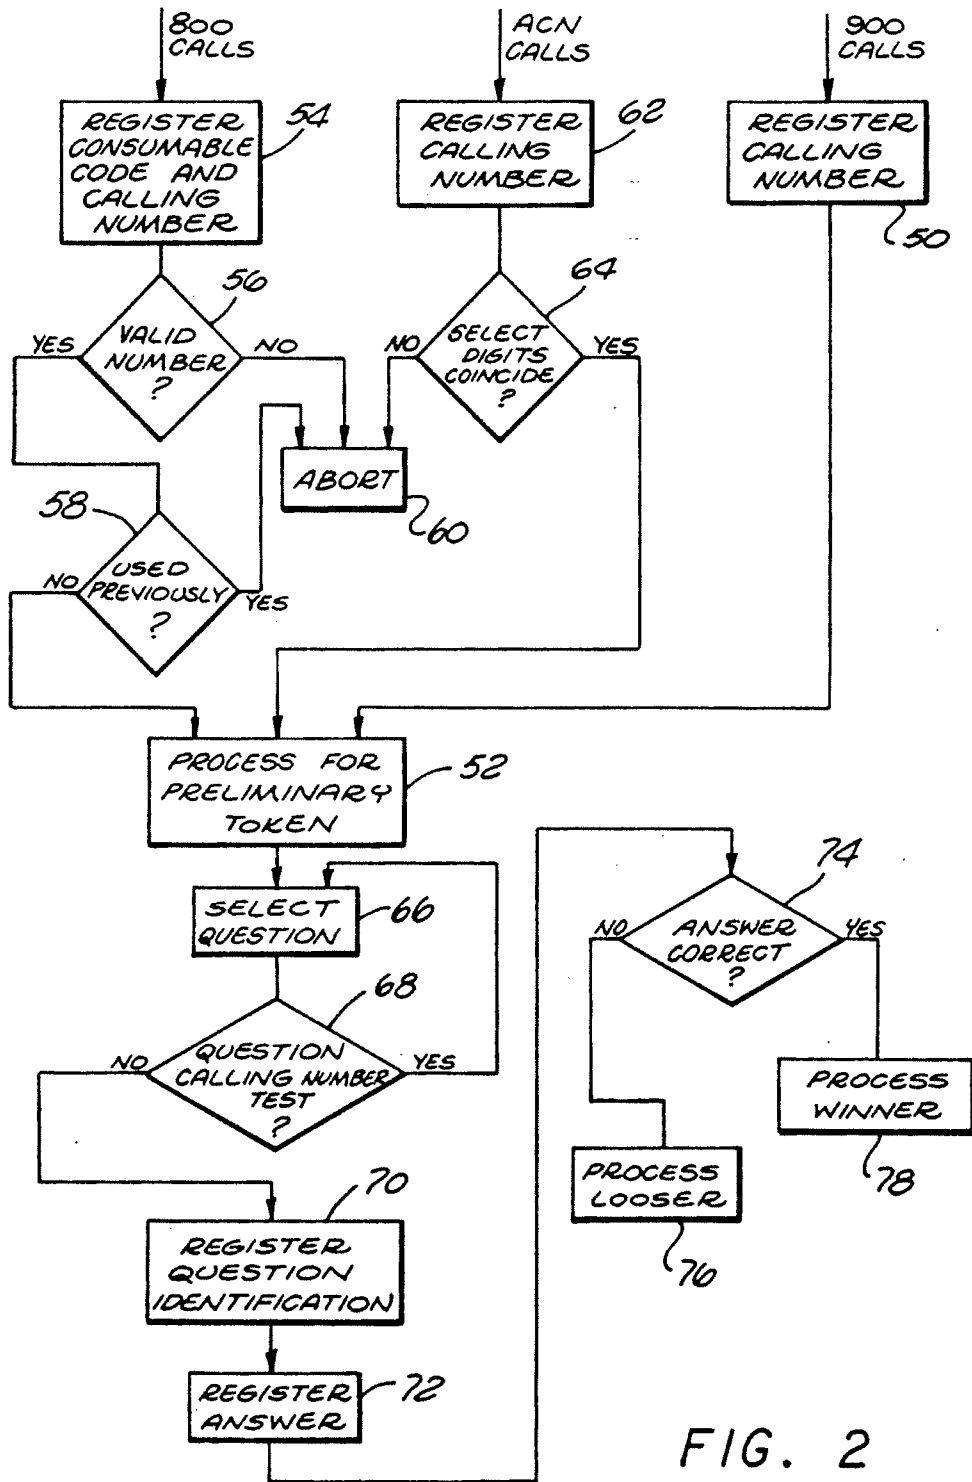 800
CALLS
ACN
CALLS
900
CALLS
REGISTER
CONSUMABLE
CODE AND
CALLING
NUMBER
54
REGISTER
CALLING
NUMBER
62
REGISTER
CALLING
NUMBER
50
VALID
NUMBER
?
56
YES
NO
SELECT
DIGITS
COINCIDE
?
64
NO
YES
ABORT
60
USED
PREVIOUSLY
?
58
NO
YES
PROCESS FOR
PRELIMINARY
TOKEN
52
SELECT
QUESTION
66
QUESTION
CALLING NUMBER
TEST
?
68
NO
YES
REGISTER
QUESTION
IDENTIFICATION
70
REGISTER
ANSWER
72
ANSWER
CORRECT
?
74
NO
YES
PROCESS
WINNER
78
PROCESS
LOOSER
76
FIG. 2